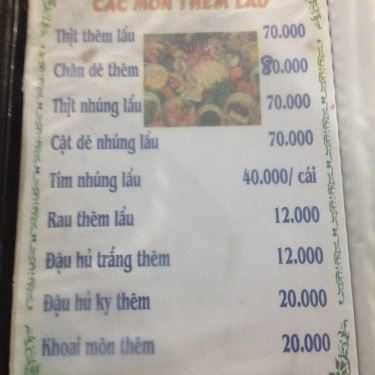 CÁC MÓN THÊM LẨU
Thịt thêm lẩu 70.000
Chân dê thêm 80.000
Thịt nhúng lẩu 70.000
Cật dê nhúng lẩu 70.000
Tim nhúng lẩu 40.000/ cái
Rau thêm lẩu 12.000
Đậu hủ trắng thêm 12.000
Đậu hủ ky thêm 20.000
Khoai môn thêm 20.000